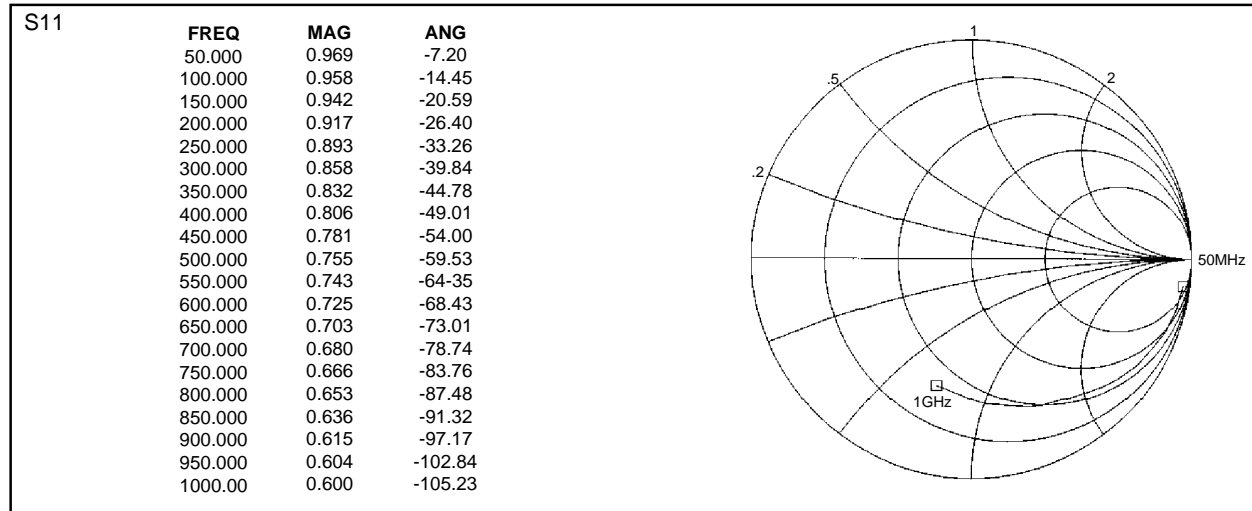 S11
FREQ MAG ANG
50.000 0.969 -7.20
100.000 0.958 -14.45
150.000 0.942 -20.59
200.000 0.917 -26.40
250.000 0.893 -33.26
300.000 0.858 -39.84
350.000 0.832 -44.78
400.000 0.806 -49.01
450.000 0.781 -54.00
500.000 0.755 -59.53
550.000 0.743 -64-35
600.000 0.725 -68.43
650.000 0.703 -73.01
700.000 0.680 -78.74
750.000 0.666 -83.76
800.000 0.653 -87.48
850.000 0.636 -91.32
900.000 0.615 -97.17
950.000 0.604 -102.84
1000.00 0.600 -105.23
1
.5
2
.2
50MHz
1GHz